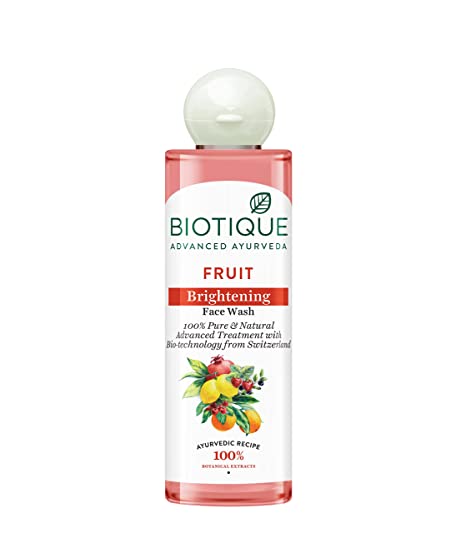 BIOTIQUE
ADVANCED AYURVEDA
FRUIT
Brightening
Face Wash
100% Pure & Natural
Advanced Treatment with
Bio-technology from Switzerland
AYURVEDIC RECIPE
100%
BOTANICAL EXTRACTS